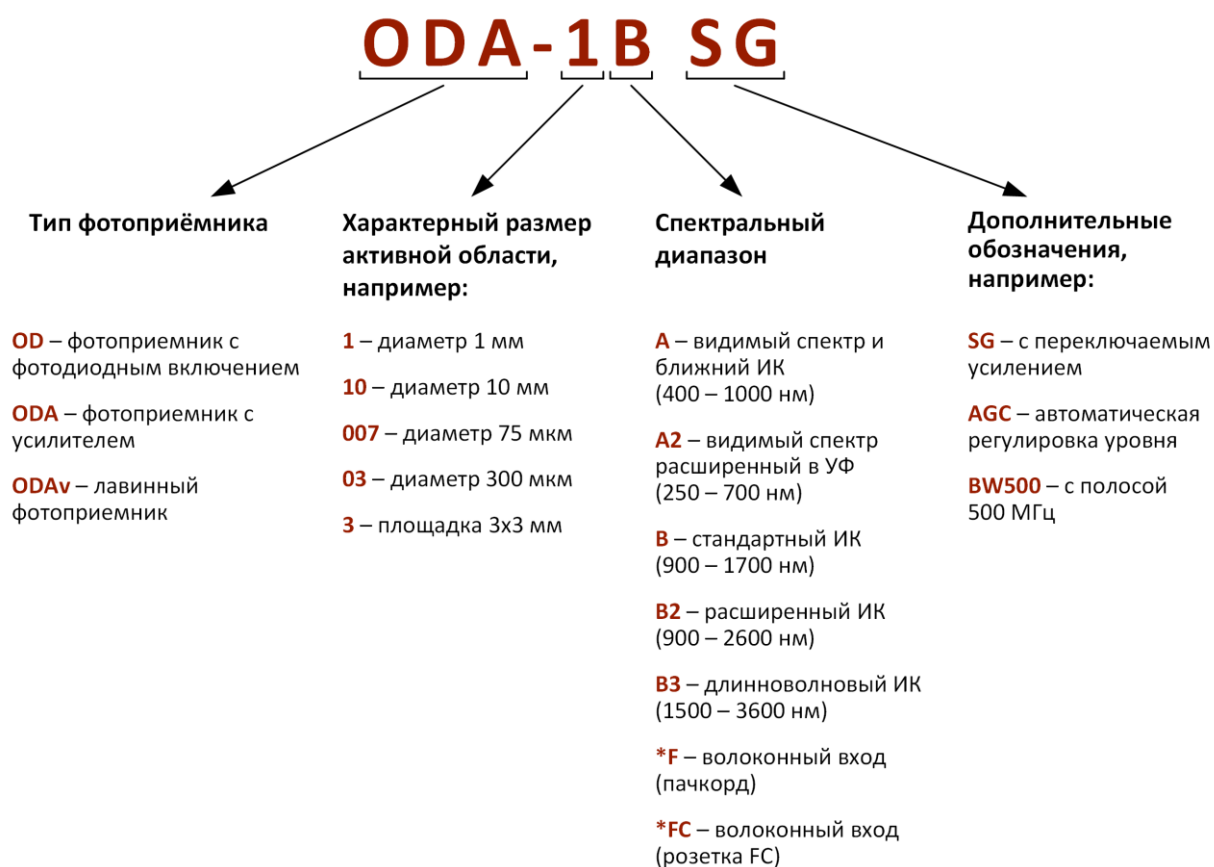 ODA-1B SG
Тип фотоприёмника
OD – фотоприемник с
фотодиодным включением
ODA – фотоприемник с
усилителем
ODAv – лавинный
фотоприемник
Характерный размер
активной области,
например:
1 – диаметр 1 мм
10 – диаметр 10 мм
007 – диаметр 75 мкм
03 – диаметр 300 мкм
3 – площадка 3х3 мм
Спектральный
диапазон
A – видимый спектр и
ближний ИК
(400 – 1000 нм)
A2 – видимый спектр
расширенный в УФ
(250 – 700 нм)
B – стандартный ИК
(900 – 1700 нм)
B2 – расширенный ИК
(900 – 2600 нм)
B3 – длинноволновый ИК
(1500 – 3600 нм)
*F – волоконный вход
(пачкорд)
*FC – волоконный вход
(розетка FC)
Дополнительные
обозначения,
например:
SG – с переключаемым
усилением
AGC – автоматическая
регулировка уровня
BW500 – с полосой
500 МГц